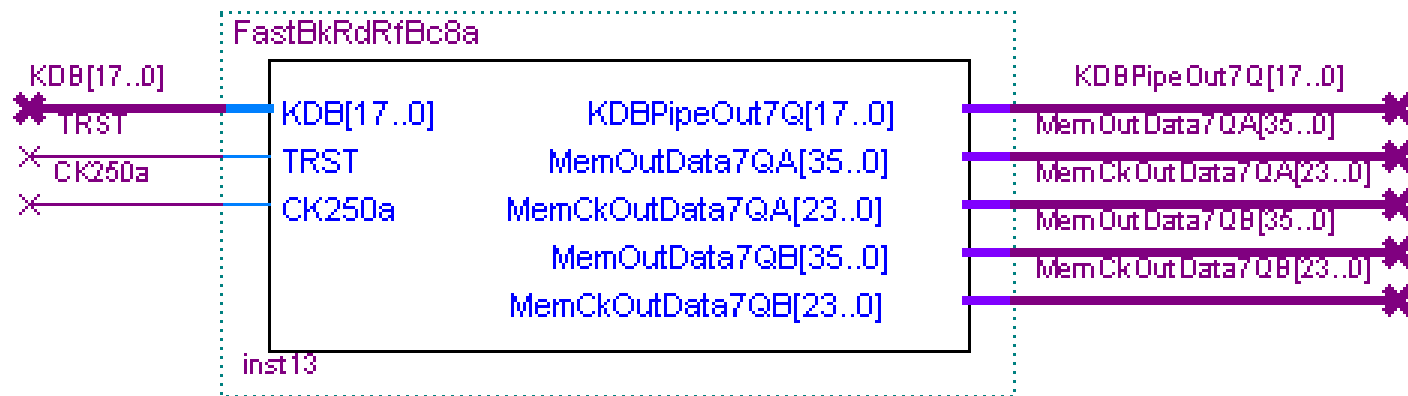 FastBkRdRfBc8a
KDB[17..0]
KDB[17..0]
KDBPipeOut7Q[17..0]
KDBPipeOut7Q[17..0]
TRST
TRST
MemOutData7QA[35..0]
MemOutData7QA[35..0]
CK250a
CK250a
MemCkOutData7QA[23..0]
MemCkOutData7QA[23..0]
MemOutData7QB[35..0]
MemOutData7QB[35..0]
MemCkOutData7QB[23..0]
MemCkOutData7QB[23..0]
inst13